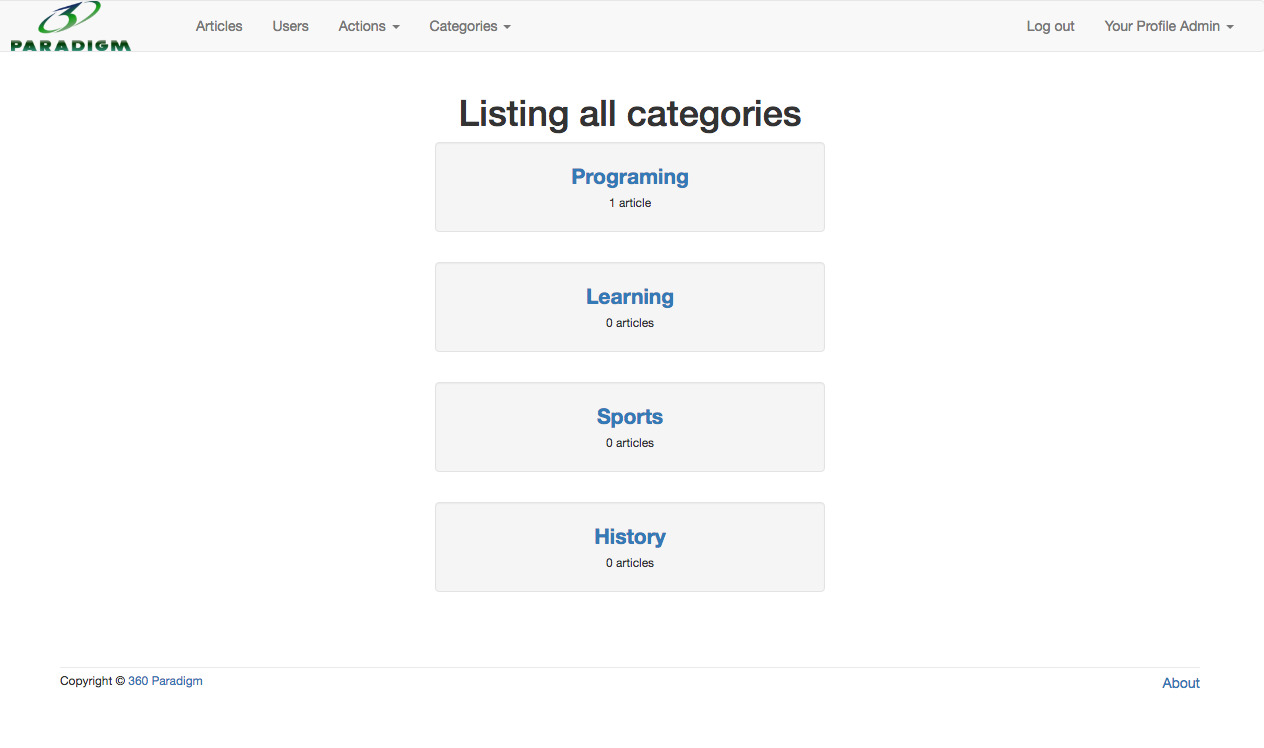 PARADIGM
Articles Users Actions Categories Log out Your Profile Admin
Listing all categories
Programing
1 article
Learning
0 articles
Sports
0 articles
History
0 articles
Copyright © 360 Paradigm
About